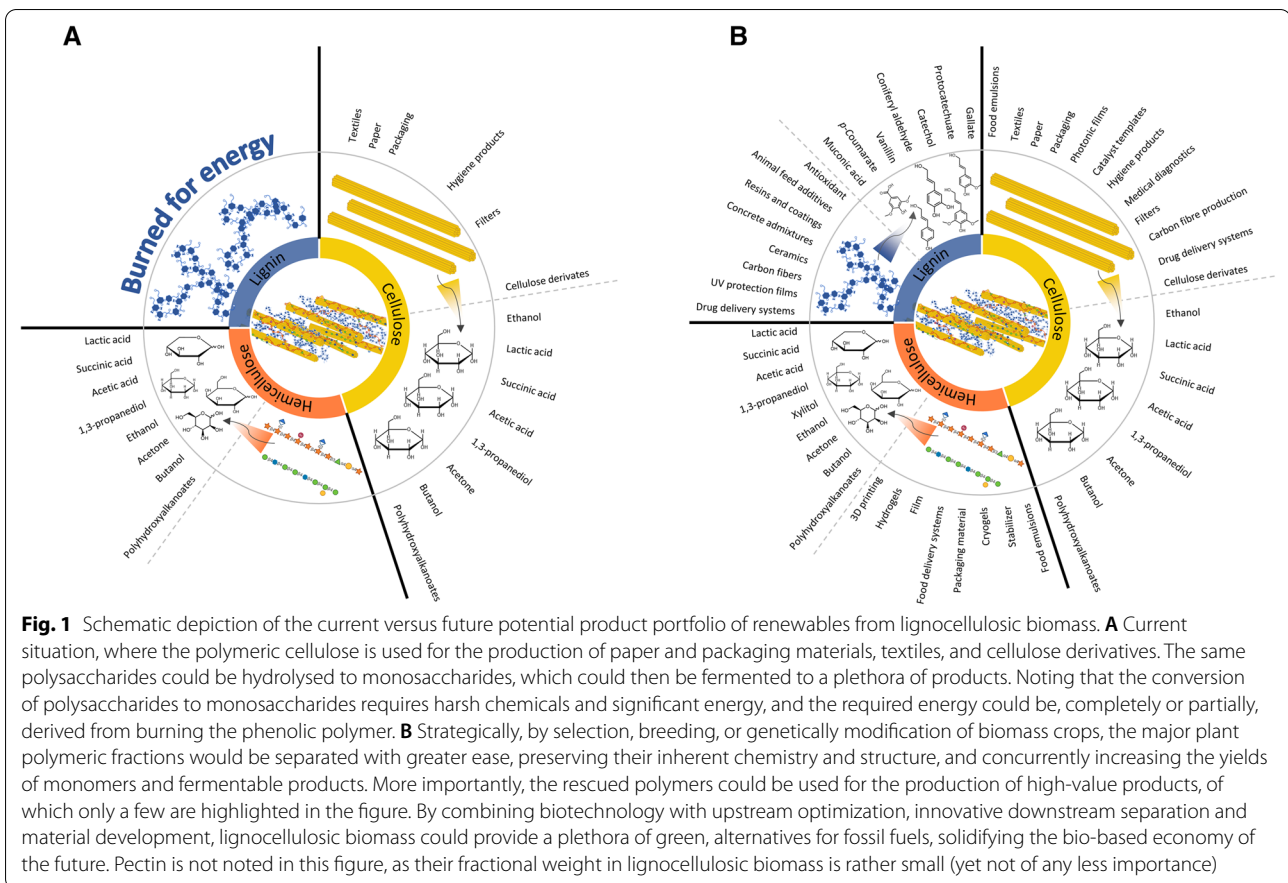 A
Textiles
Paper
Packaging
Hygiene products
Filters
Cellulose derivates
Ethanol
Lactic acid
Succinic acid
Acetic acid
1,3-propanediol
Acetone
Butanol
Polyhydroxyalkanoates
Polyhydroxyalkanoates
Butanol
Acetone
Ethanol
1,3-propanediol
Acetic acid
Succinic acid
Lactic acid
Burned for energy
Lignin
Cellulose
Hemicellulose
B
Food emulsions
Textiles
Paper
Packaging
Photonic films
Catalyst templates
Hygiene products
Medical diagnostics
Filters
Carbon fibre production
Drug delivery systems
Cellulose derivates
Ethanol
Lactic acid
Succinic acid
Acetic acid
1,3-propanediol
Acetone
Butanol
Polyhydroxyalkanoates
Food emulsions
Stabilizer
Cryogels
Packaging material
Food delivery systems
Film
Hydrogels
3D printing
Polyhydroxyalkanoates
Butanol
Acetone
Ethanol
Xylitol
1,3-propanediol
Acetic acid
Succinic acid
Lactic acid
Drug delivery systems
UV protection films
Carbon fibers
Ceramics
Concrete admixtures
Resins and coatings
Animal feed additives
Antioxidant
Muconic acid
p-Coumarate
Vanillin
Coniferyl aldehyde
Catechol
Protocatechuate
Gallate
Lignin
Cellulose
Hemicellulose
Fig. 1 Schematic depiction of the current versus future potential product portfolio of renewables from lignocellulosic biomass. A Current
situation, where the polymeric cellulose is used for the production of paper and packaging materials, textiles, and cellulose derivatives. The same
polysaccharides could be hydrolysed to monosaccharides, which could then be fermented to a plethora of products. Noting that the conversion
of polysaccharides to monosaccharides requires harsh chemicals and significant energy, and the required energy could be, completely or partially,
derived from burning the phenolic polymer. B Strategically, by selection, breeding, or genetically modification of biomass crops, the major plant
polymeric fractions would be separated with greater ease, preserving their inherent chemistry and structure, and concurrently increasing the yields
of monomers and fermentable products. More importantly, the rescued polymers could be used for the production of high-value products, of
which only a few are highlighted in the figure. By combining biotechnology with upstream optimization, innovative downstream separation and
material development, lignocellulosic biomass could provide a plethora of green, alternatives for fossil fuels, solidifying the bio-based economy of
the future. Pectin is not noted in this figure, as their fractional weight in lignocellulosic biomass is rather small (yet not of any less importance)